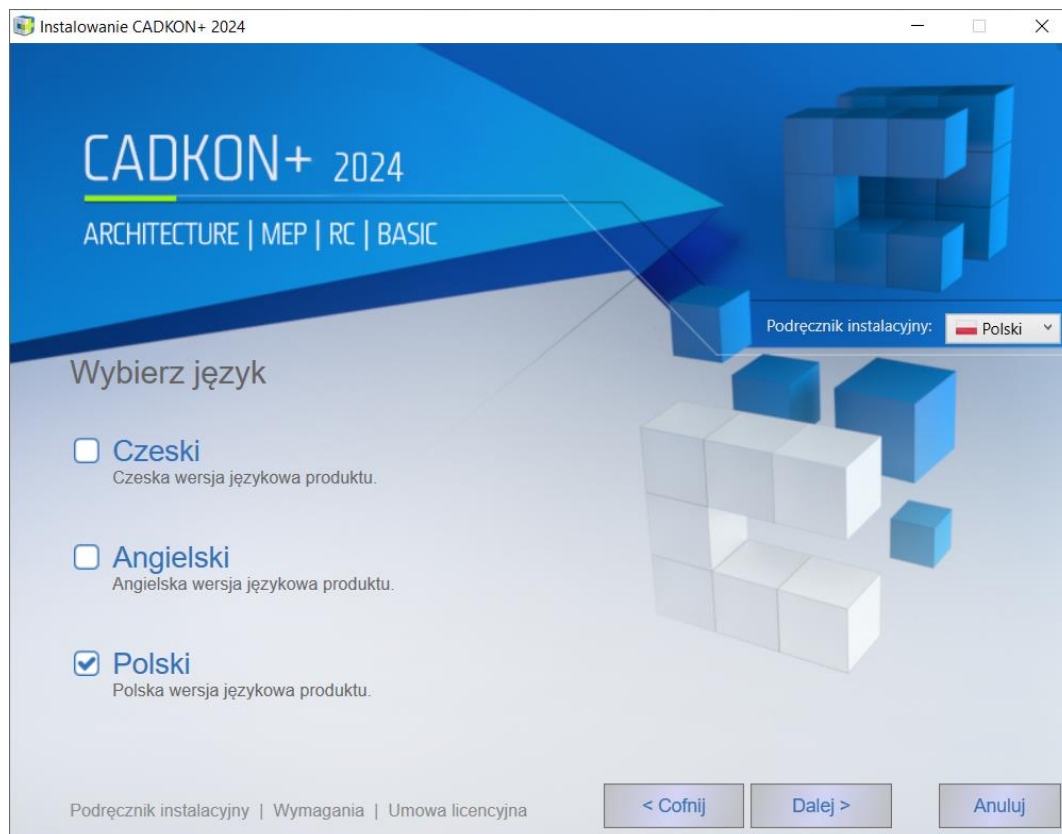 Instalowanie CADKON+ 2024
CADKON+ 2024
ARCHITECTURE | MEP | RC | BASIC
Podręcznik instalacyjny: Polski
Wybierz język
Czeski
Czeska wersja językowa produktu.
Angielski
Angielska wersja językowa produktu.
Polski
Polska wersja językowa produktu.
Podręcznik instalacyjny | Wymagania | Umowa licencyjna
< Cofnij Dalej > Anuluj